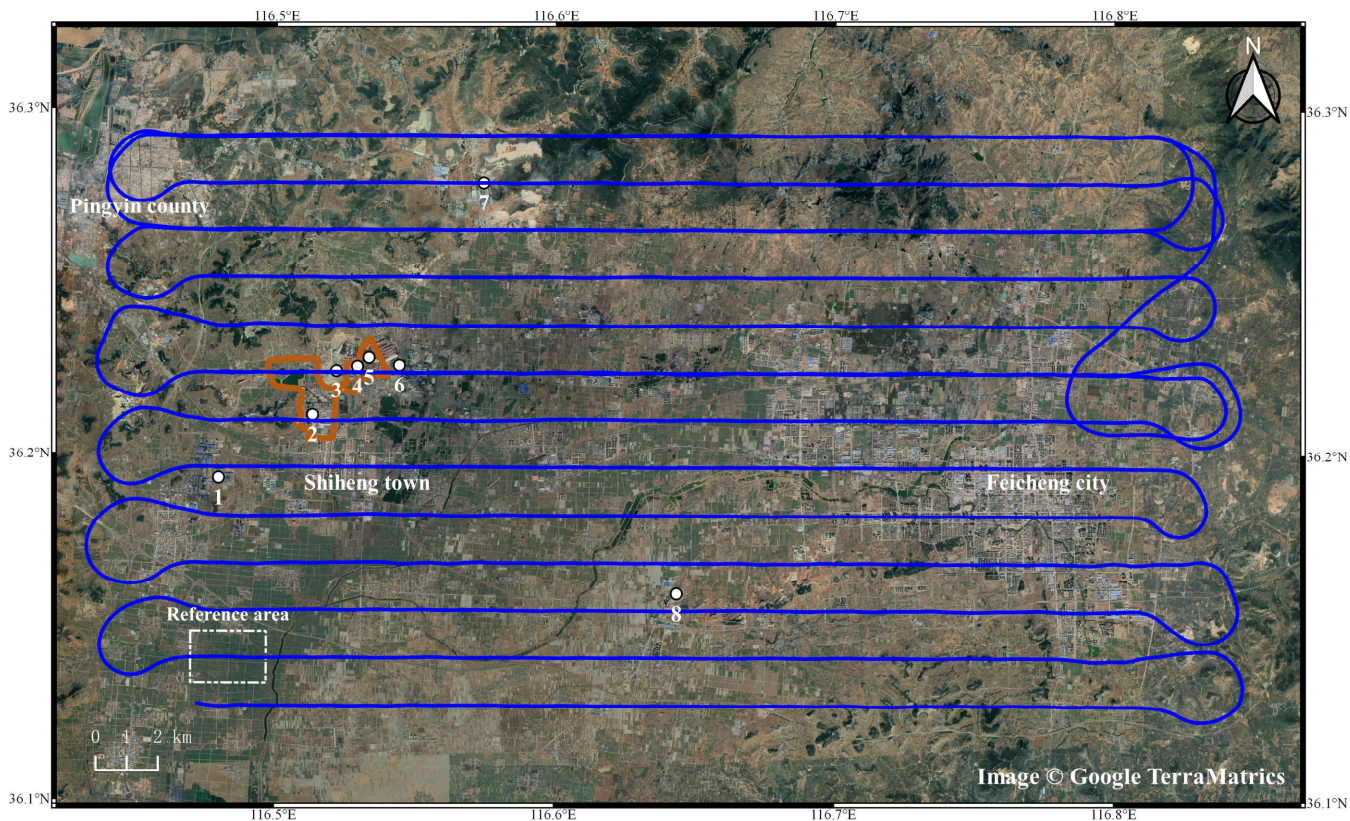 116.5°E 116.6°E 116.7°E 116.8°E
N
36.3°N 36.3°N
Pingyin county
7
3 4 5 6
2
36.2°N 36.2°N
1
Shiheng town Feicheng city
8
Reference area
0 1 2 km
Image © Google TerraMatrics
36.1°N 36.1°N
116.5°E 116.6°E 116.7°E 116.8°E